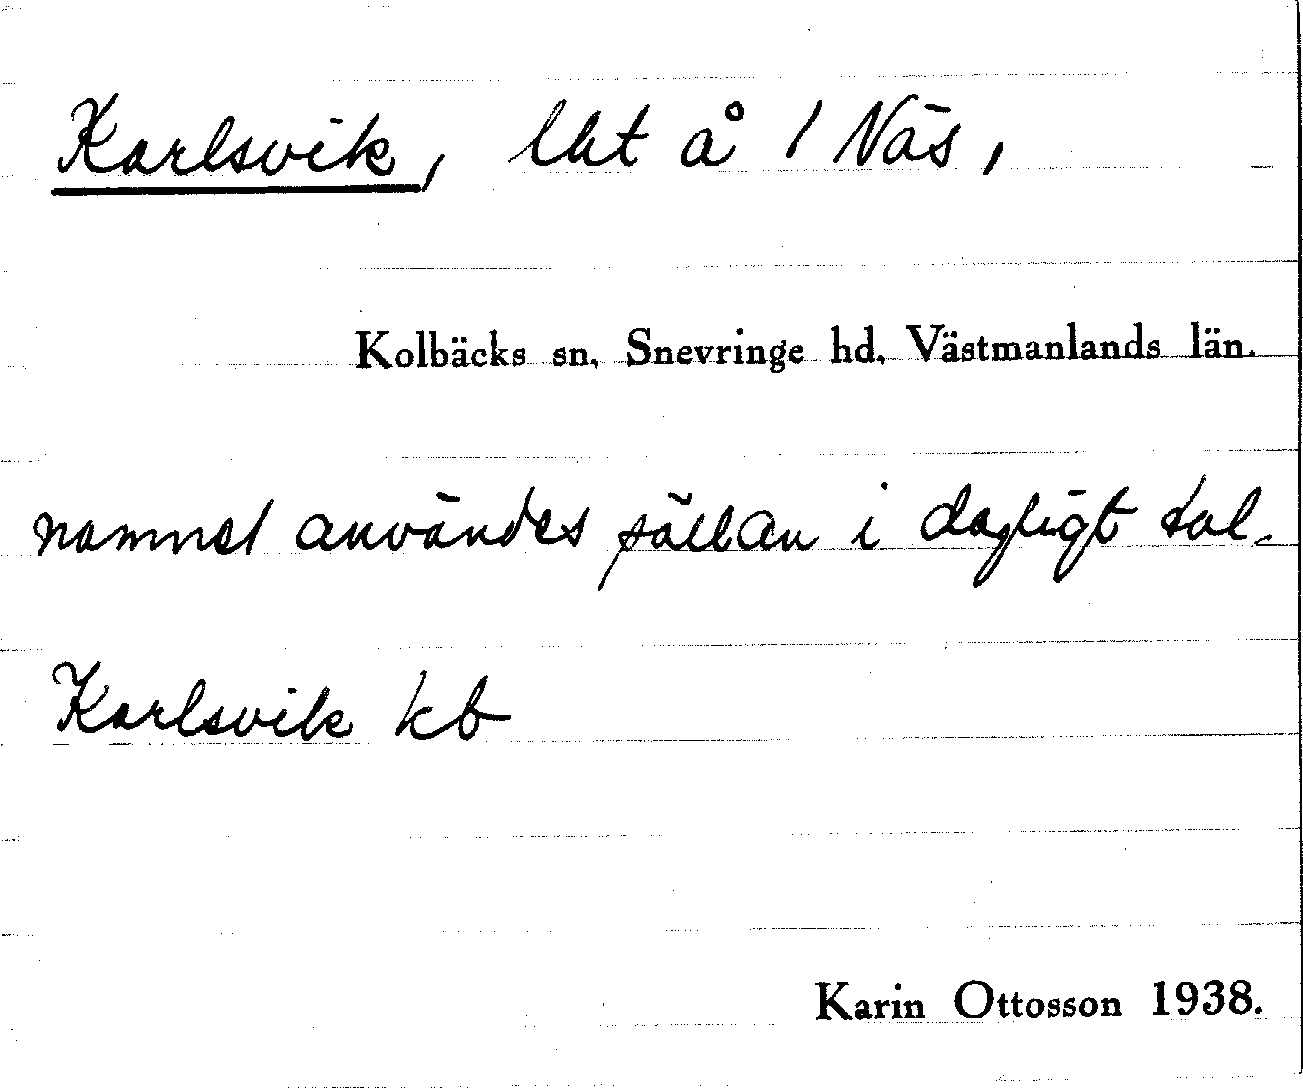 Karlsvik, lht å 1 Näs,
Kolbäcks sn, Snevringe hd, Västmanlands län.
namnet användes sällan i dagligt tal.
Karlsvik kb
Karin Ottosson 1938.